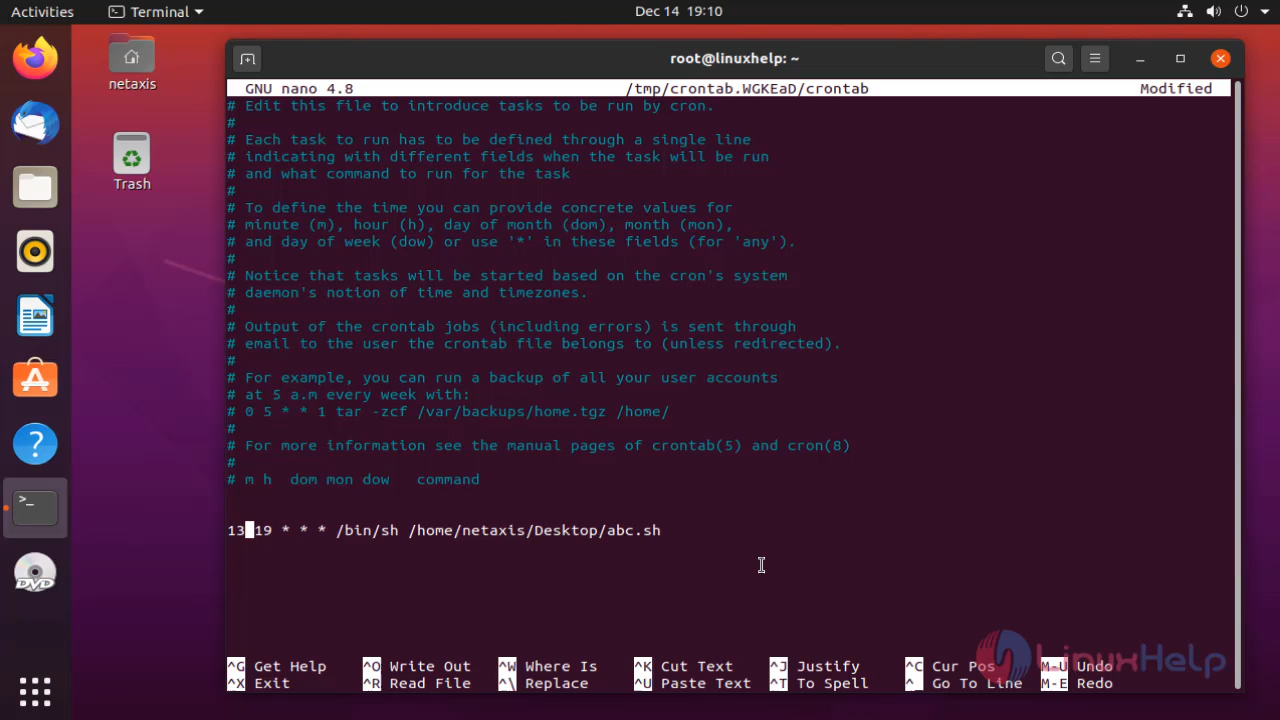 Activities
Terminal
Dec 14 19:10
netaxis
Trash
root@linuxhelp: ~
GNU nano 4.8 /tmp/crontab.WGKEaD/crontab Modified
# Edit this file to introduce tasks to be run by cron.
#
# Each task to run has to be defined through a single line
# indicating with different fields when the task will be run
# and what command to run for the task
#
# To define the time you can provide concrete values for
# minute (m), hour (h), day of month (dom), month (mon),
# and day of week (dow) or use '*' in these fields (for 'any').
#
# Notice that tasks will be started based on the cron's system
# daemon's notion of time and timezones.
#
# Output of the crontab jobs (including errors) is sent through
# email to the user the crontab file belongs to (unless redirected).
#
# For example, you can run a backup of all your user accounts
# at 5 a.m every week with:
# 0 5 * * 1 tar -zcf /var/backups/home.tgz /home/
#
# For more information see the manual pages of crontab(5) and cron(8)
#
# m h  dom mon dow   command
13 19 * * * /bin/sh /home/netaxis/Desktop/abc.sh
^G Get Help ^O Write Out ^W Where Is ^K Cut Text ^J Justify ^C Cur Pos M-U Undo
^X Exit ^R Read File ^\ Replace ^U Paste Text ^T To Spell ^_ Go To Line M-E Redo
LinuxHelp
>_
?
DVD